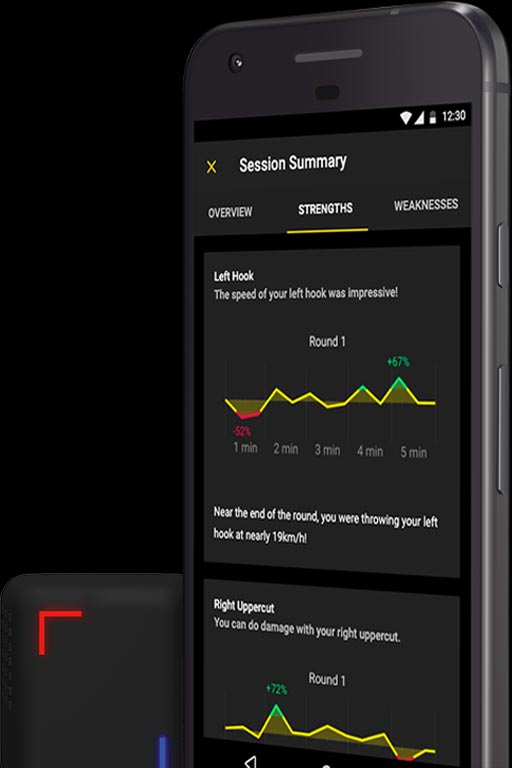 12:30
X Session Summary
OVERVIEW STRENGTHS WEAKNESSES
Left Hook
The speed of your left hook was impressive!
Round 1
+67%
-52%
1 min 2 min 3 min 4 min 5 min
Near the end of the round, you were throwing your left
hook at nearly 19km/h!
Right Uppercut
You can do damage with your right uppercut.
Round 1
+72%